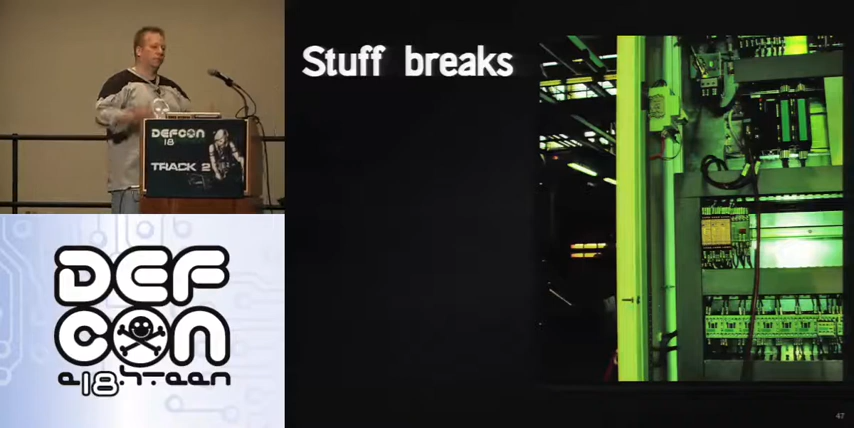 Stuff breaks
DEFCON
18
TRACK 2
DEF
CON
e18hteen
47